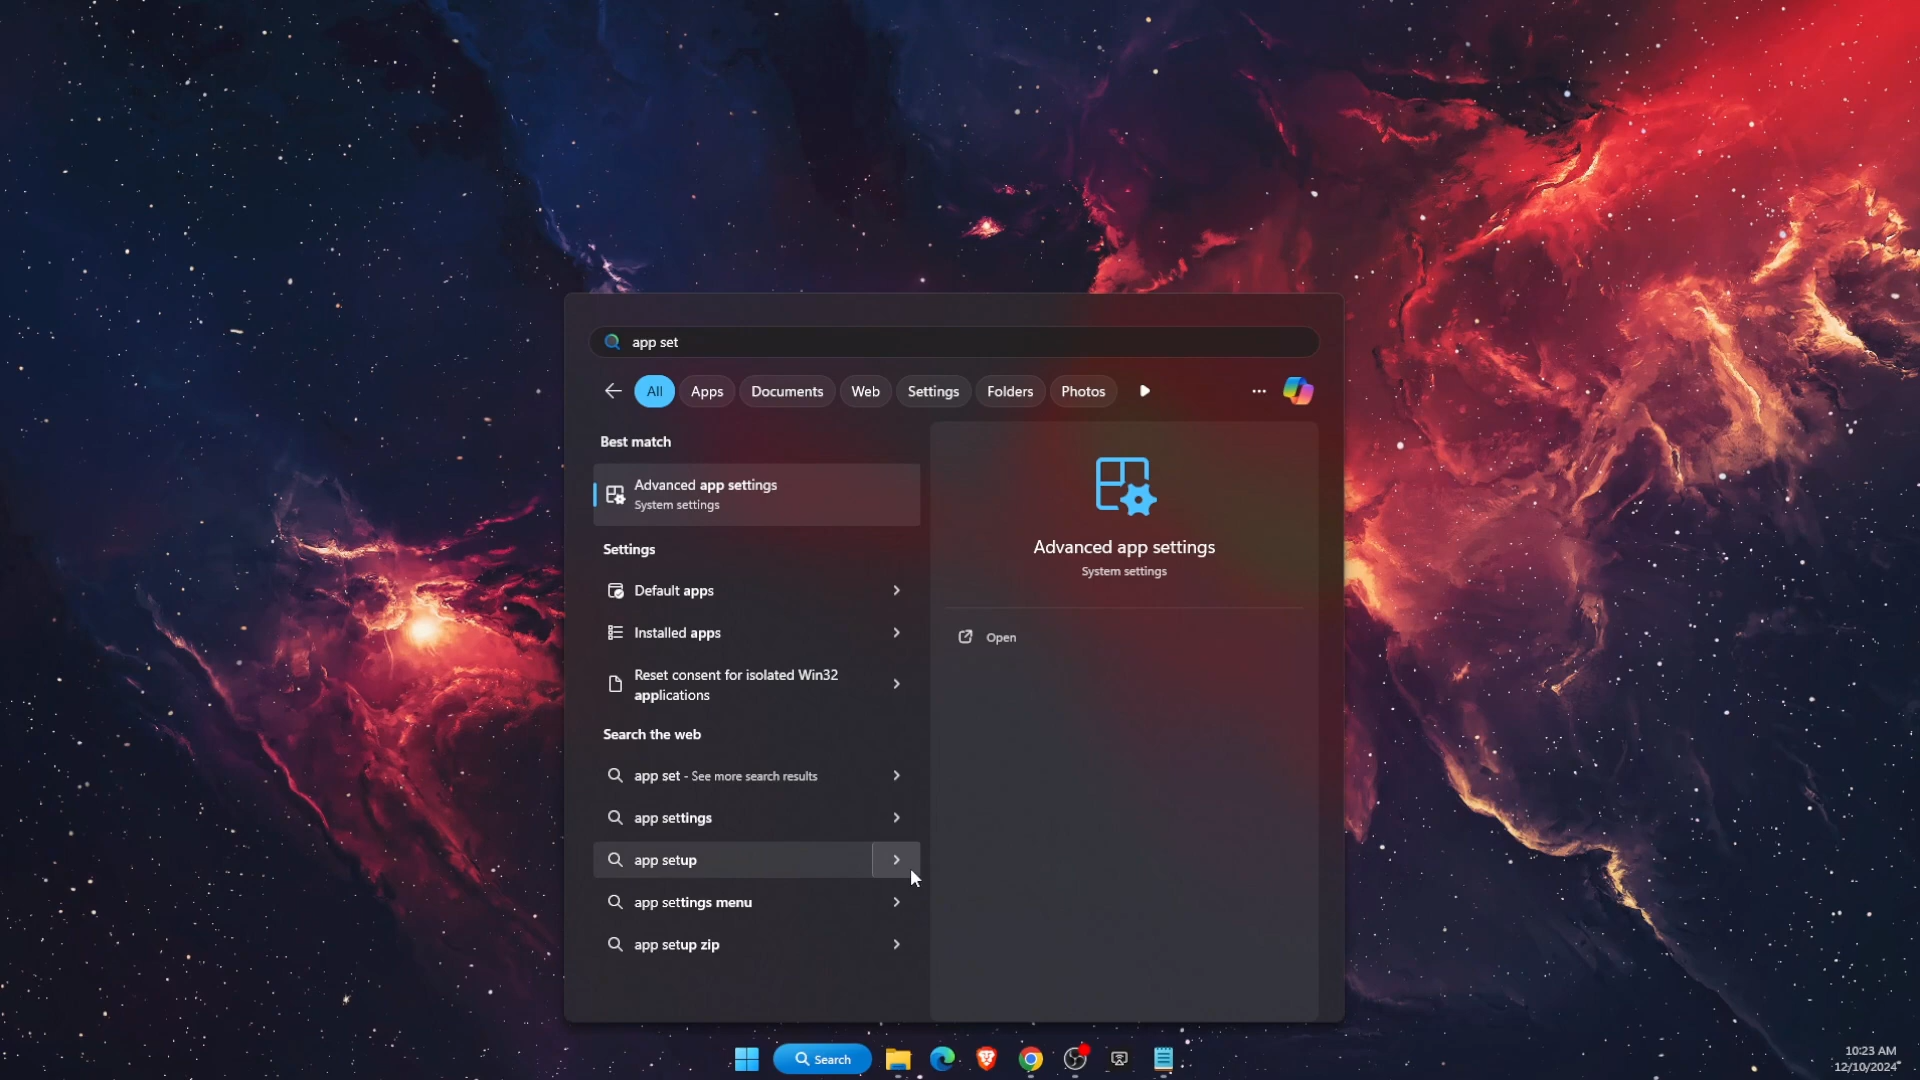 app set
All Apps Documents Web Settings Folders Photos
Best match
Advanced app settings
System settings
Settings
Default apps
Installed apps
Reset consent for isolated Win32
applications
Search the web
app set - See more search results
app settings
app setup
app settings menu
app setup zip
Advanced app settings
System settings
Open
Search
10:23 AM
12/10/2024